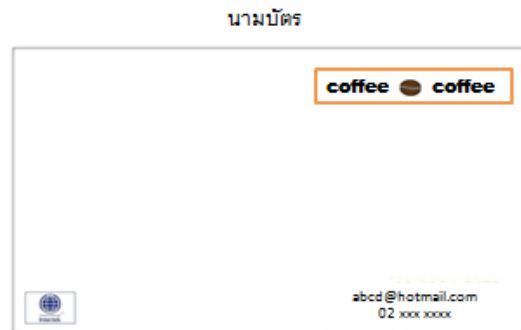 นามบัตร
coffee coffee
abcd@hotmail.com
02 xxx xxxx